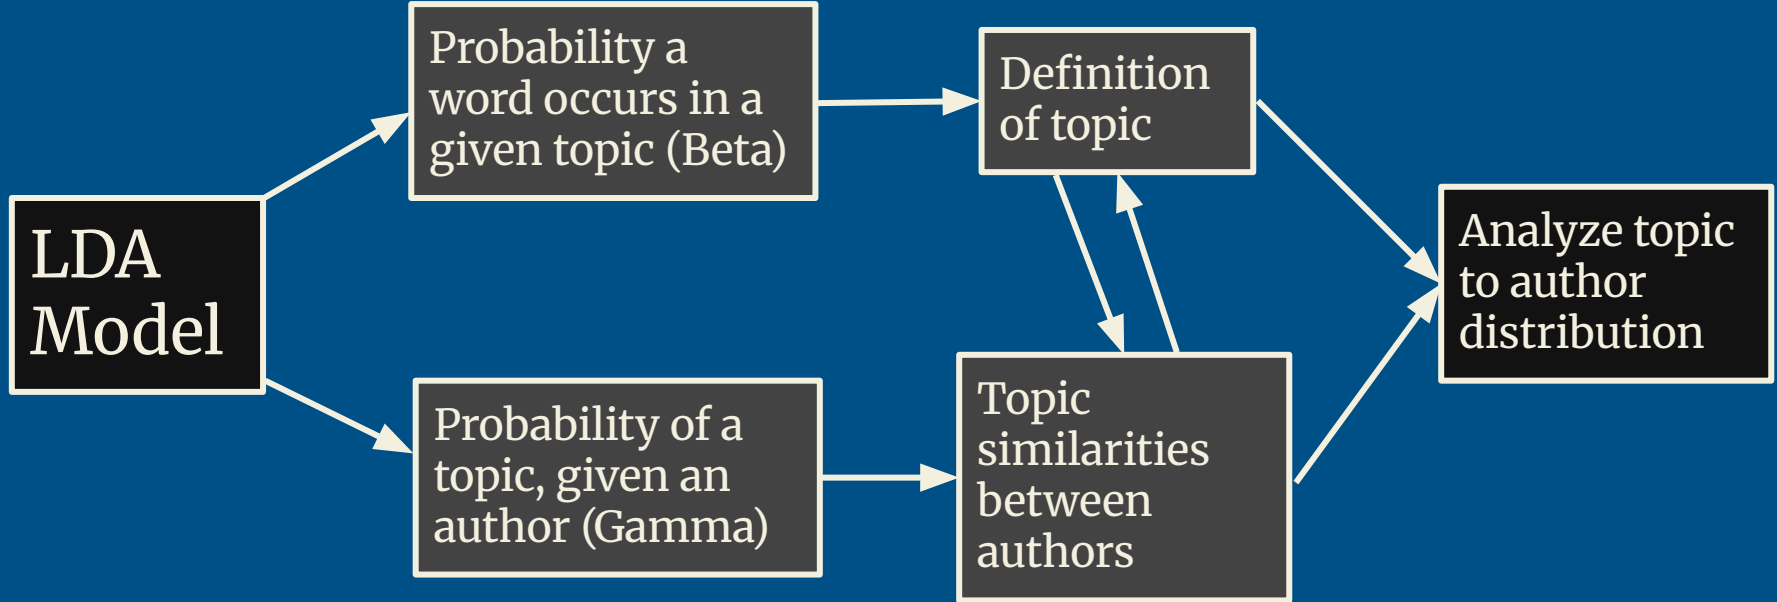 LDA
Model
Probability a
word occurs in a
given topic (Beta)
Probability of a
topic, given an
author (Gamma)
Definition
of topic
Topic
similarities
between
authors
Analyze topic
to author
distribution